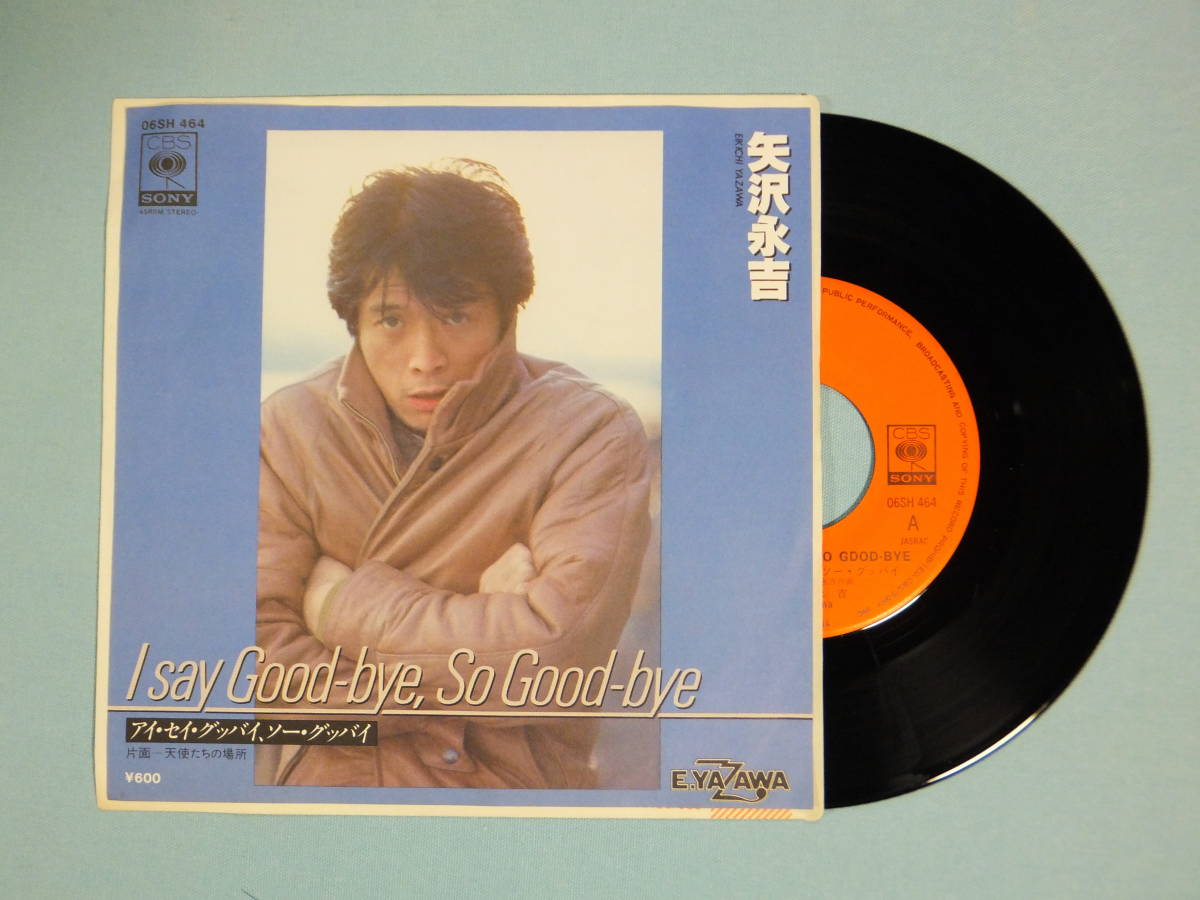 06SH 464
CBS
SONY
45RPM STEREO
矢沢永吉
EIKICHI YAZAWA
I say Good-bye, So Good-bye
アイ・セイ・グッバイ、ソー・グッバイ
片面―天使たちの場所
¥600
E.YAZAWA
PUBLIC PERFORMANCE, BROADCASTING AND COPYING OF THIS RECORD PROHIBITED
CBS
SONY
06SH 464
A
JASRAC
O GDOD-BYE
ソー・グッバイ
吉